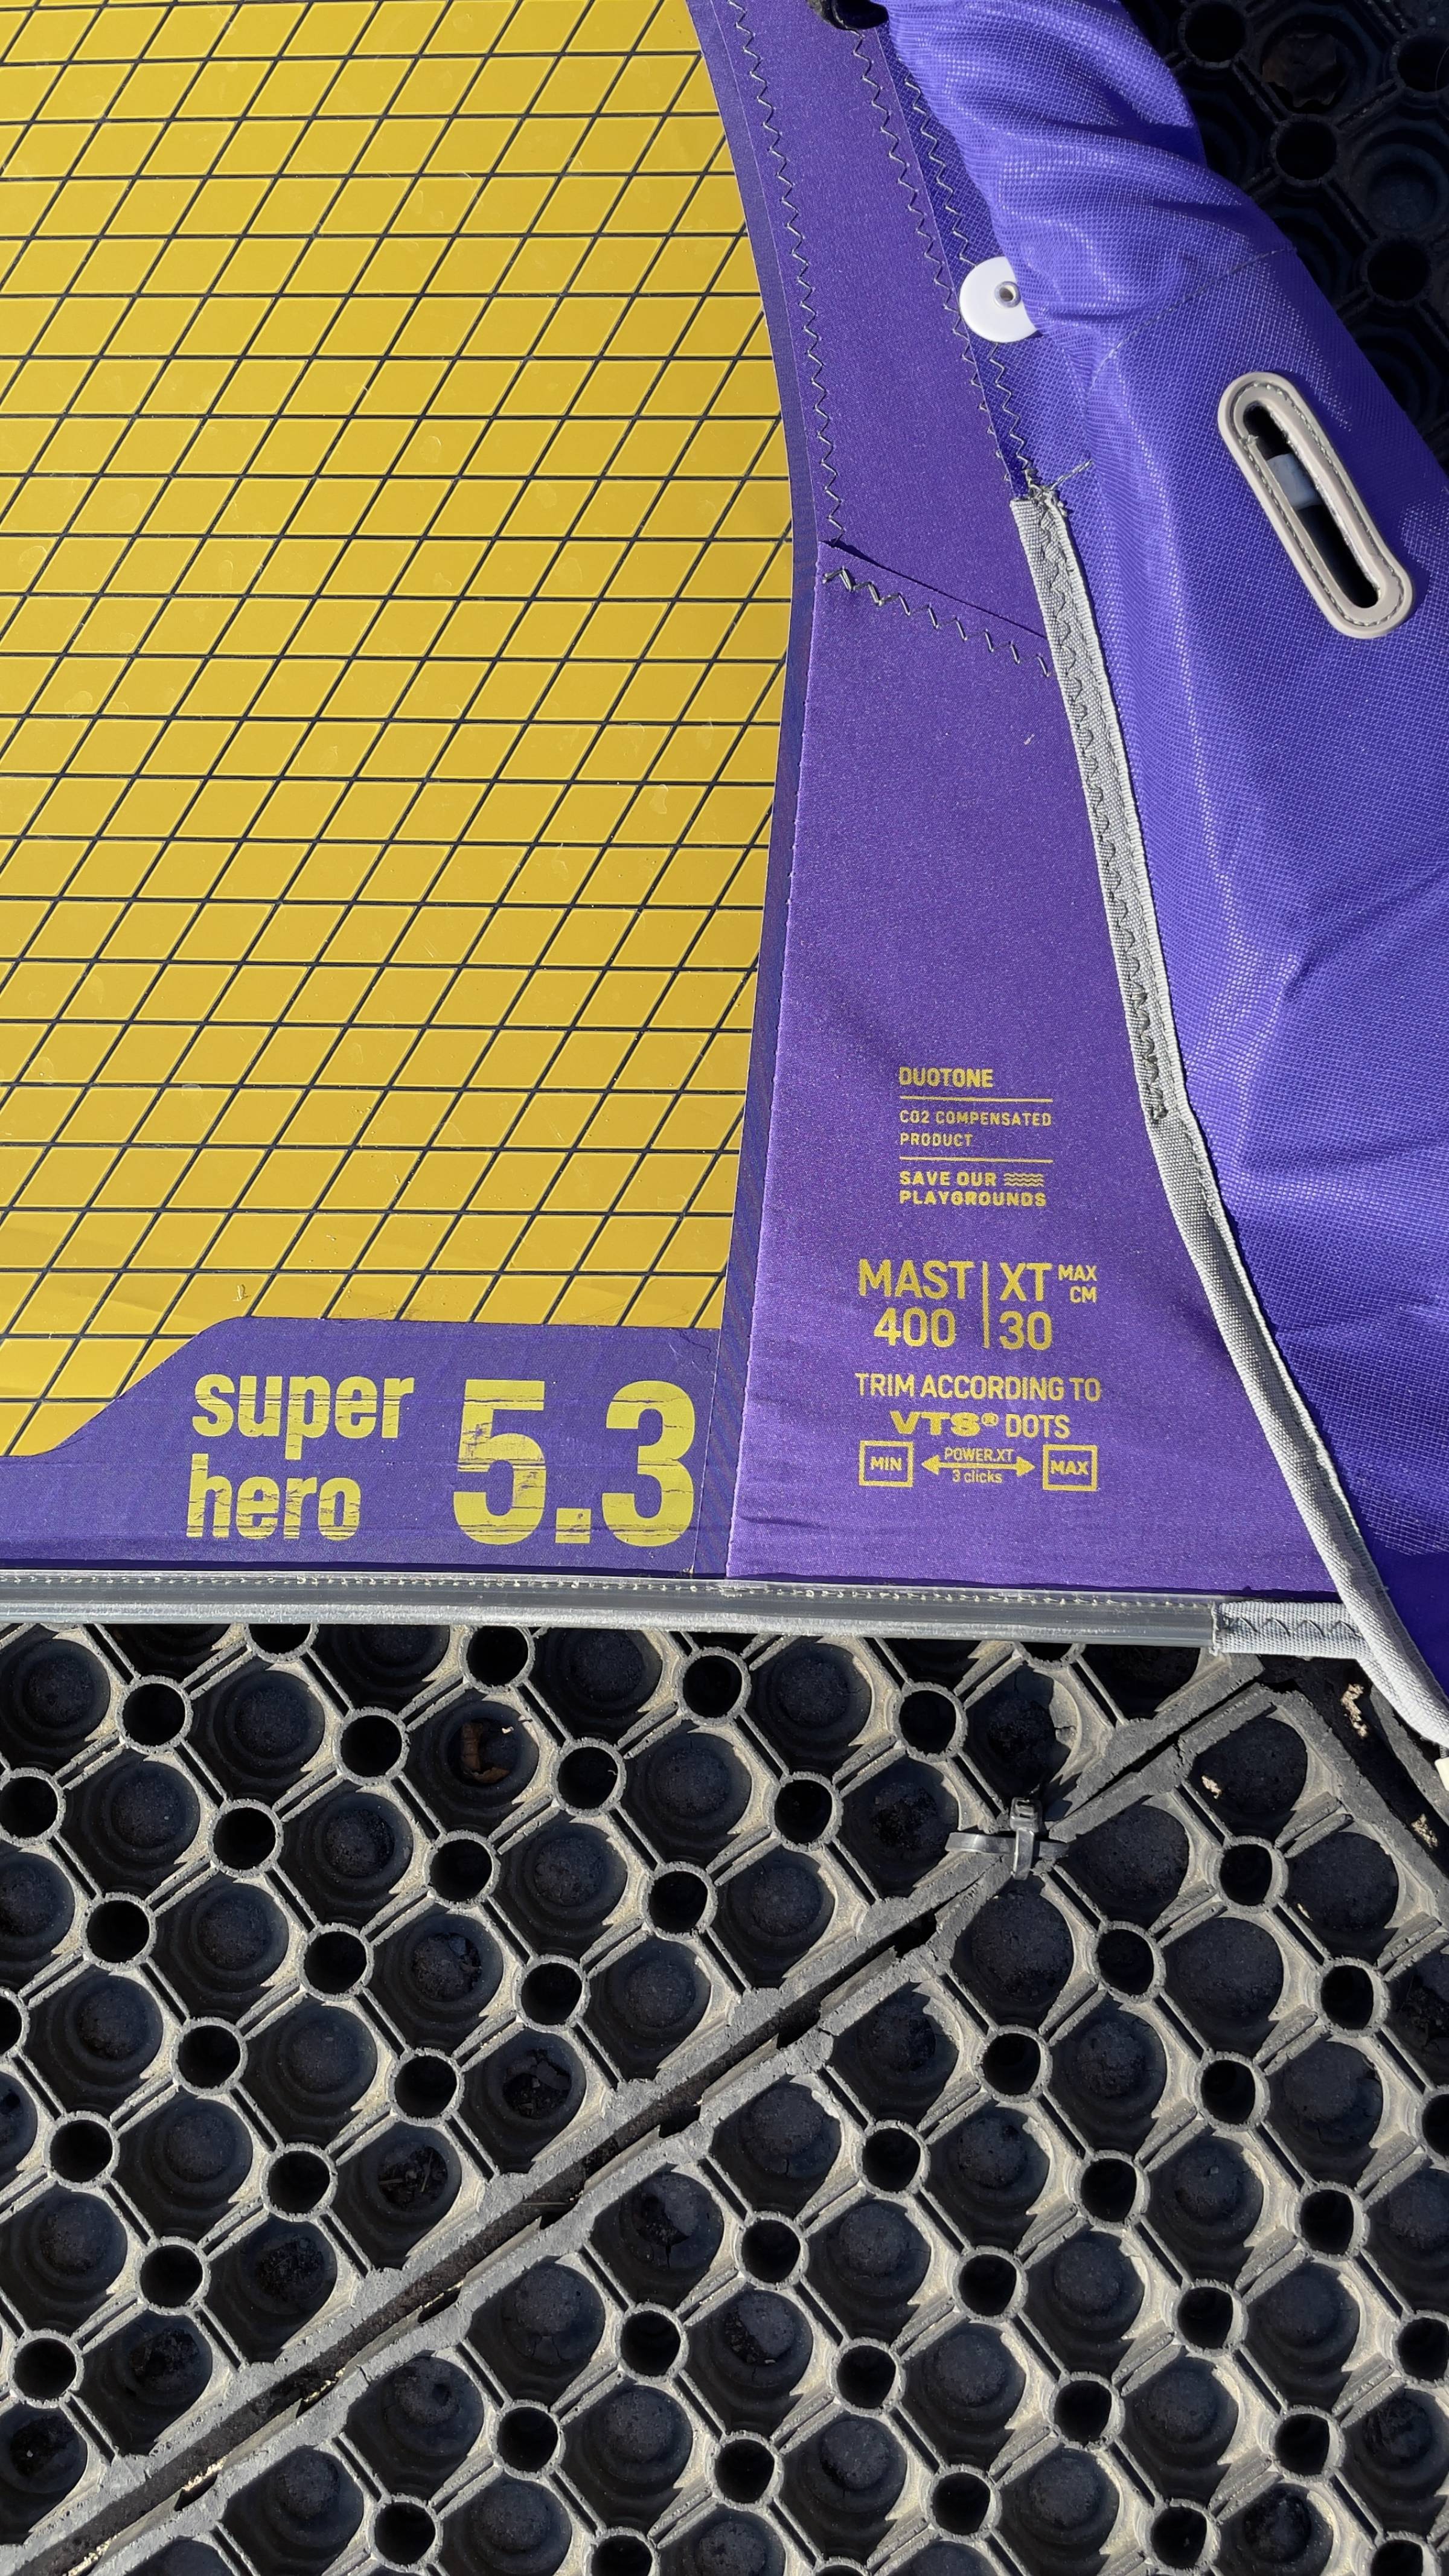 DUOTONE
CO2 COMPENSATED
PRODUCT
SAVE OUR
PLAYGROUNDS
MAST XT MAX CM
400 30
TRIM ACCORDING TO
VTS® DOTS
MIN POWER.XT MAX
3 clicks
super
hero
5.3